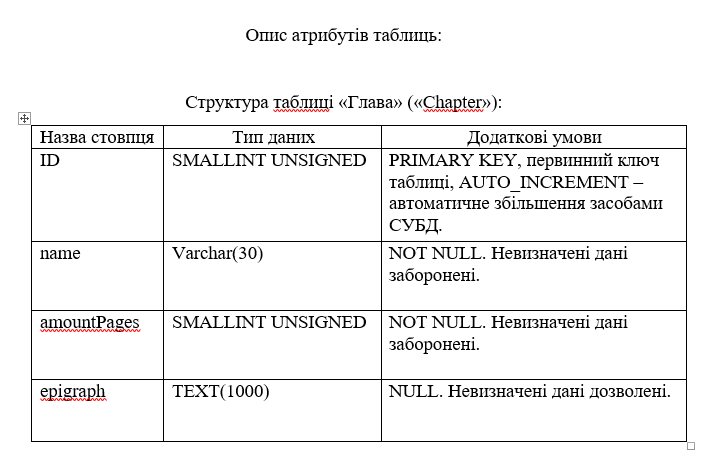 Опис атрибутів таблиць:
Структура таблиці «Глава» («Chapter»):
Назва стовпця	Тип даних	Додаткові умови
ID	SMALLINT UNSIGNED	PRIMARY KEY, первинний ключ
таблиці, AUTO_INCREMENT –
автоматичне збільшення засобами
СУБД.
name	Varchar(30)	NOT NULL. Невизначені дані
заборонені.
amountPages	SMALLINT UNSIGNED	NOT NULL. Невизначені дані
заборонені.
epigraph	TEXT(1000)	NULL. Невизначені дані дозволені.